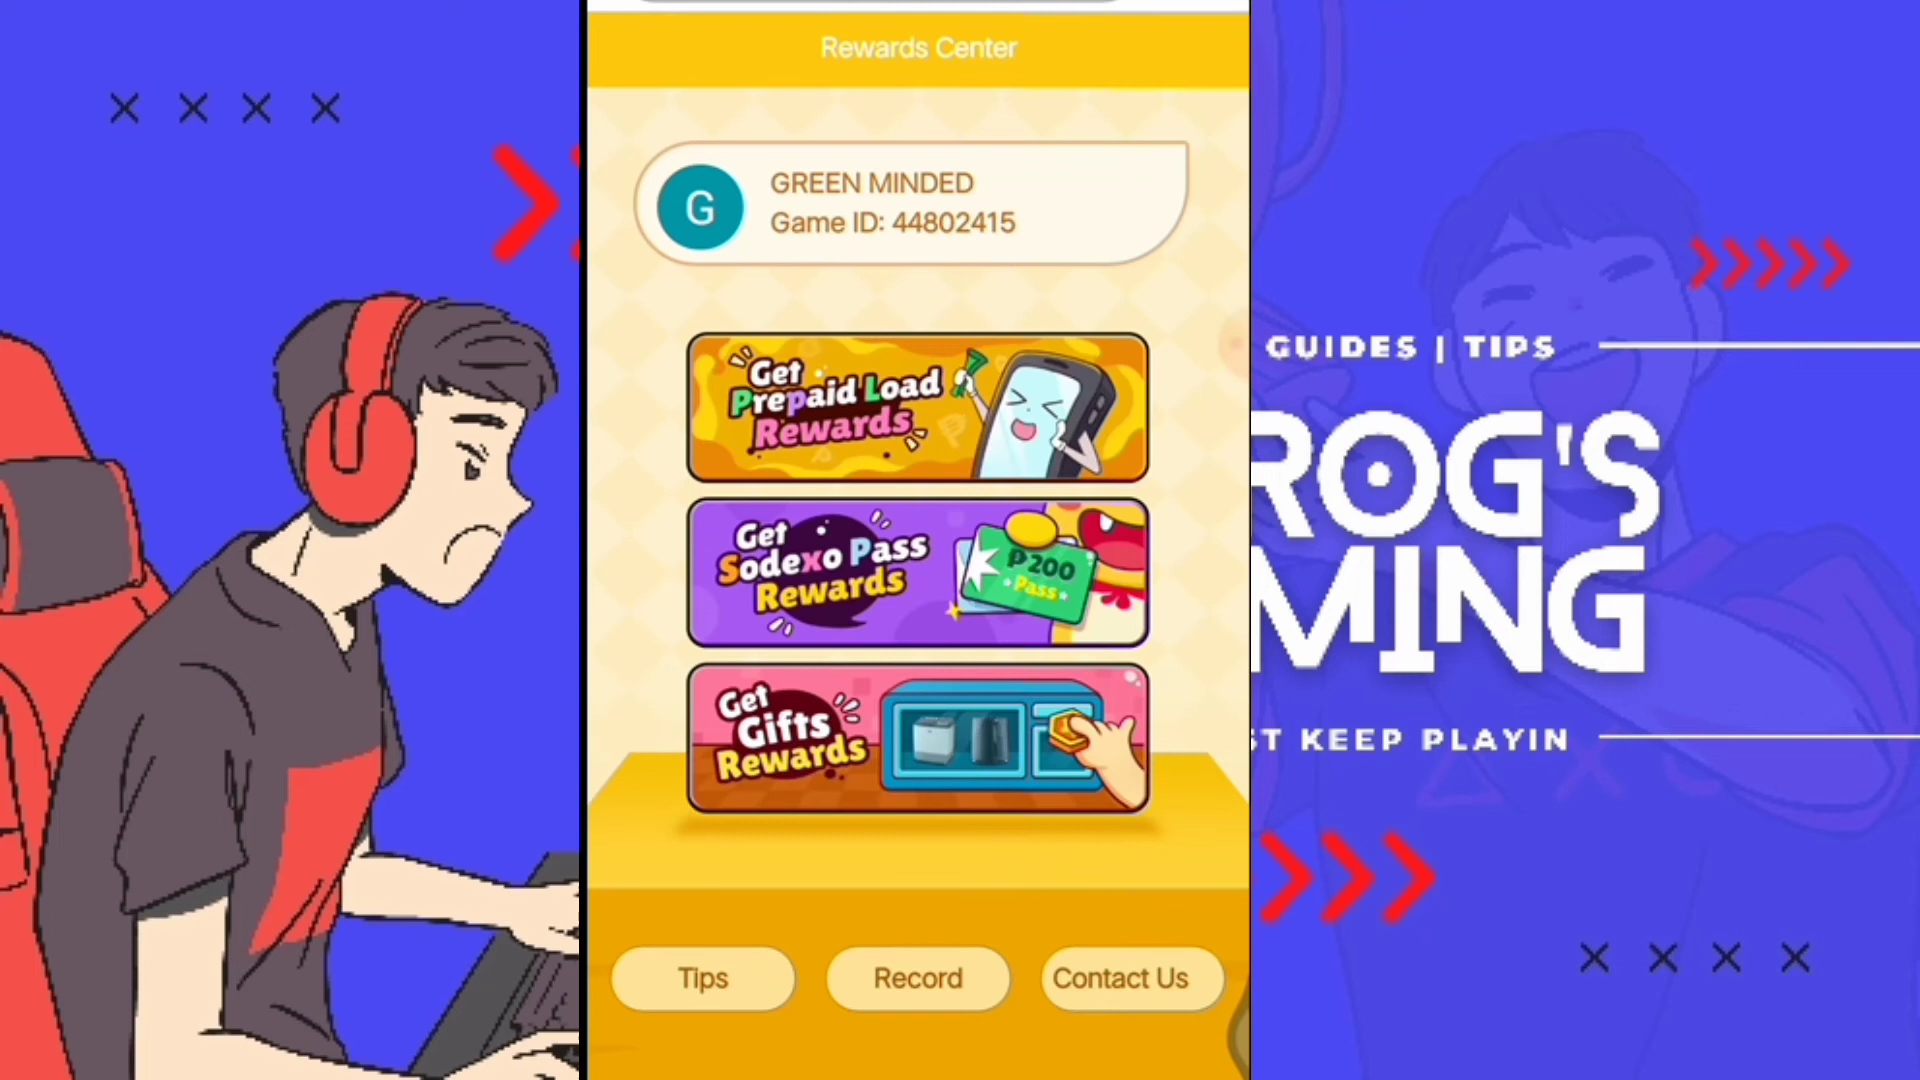 Rewards Center
G
GREEN MINDED
Game ID: 44802415
Get
Prepaid Load
Rewards
Get
Sodexo Pass
Rewards
₱200
Pass
Get
Gifts
Rewards
Tips
Record
Contact Us
GUIDES | TIPS
ROG'S
MING
ST KEEP PLAYIN